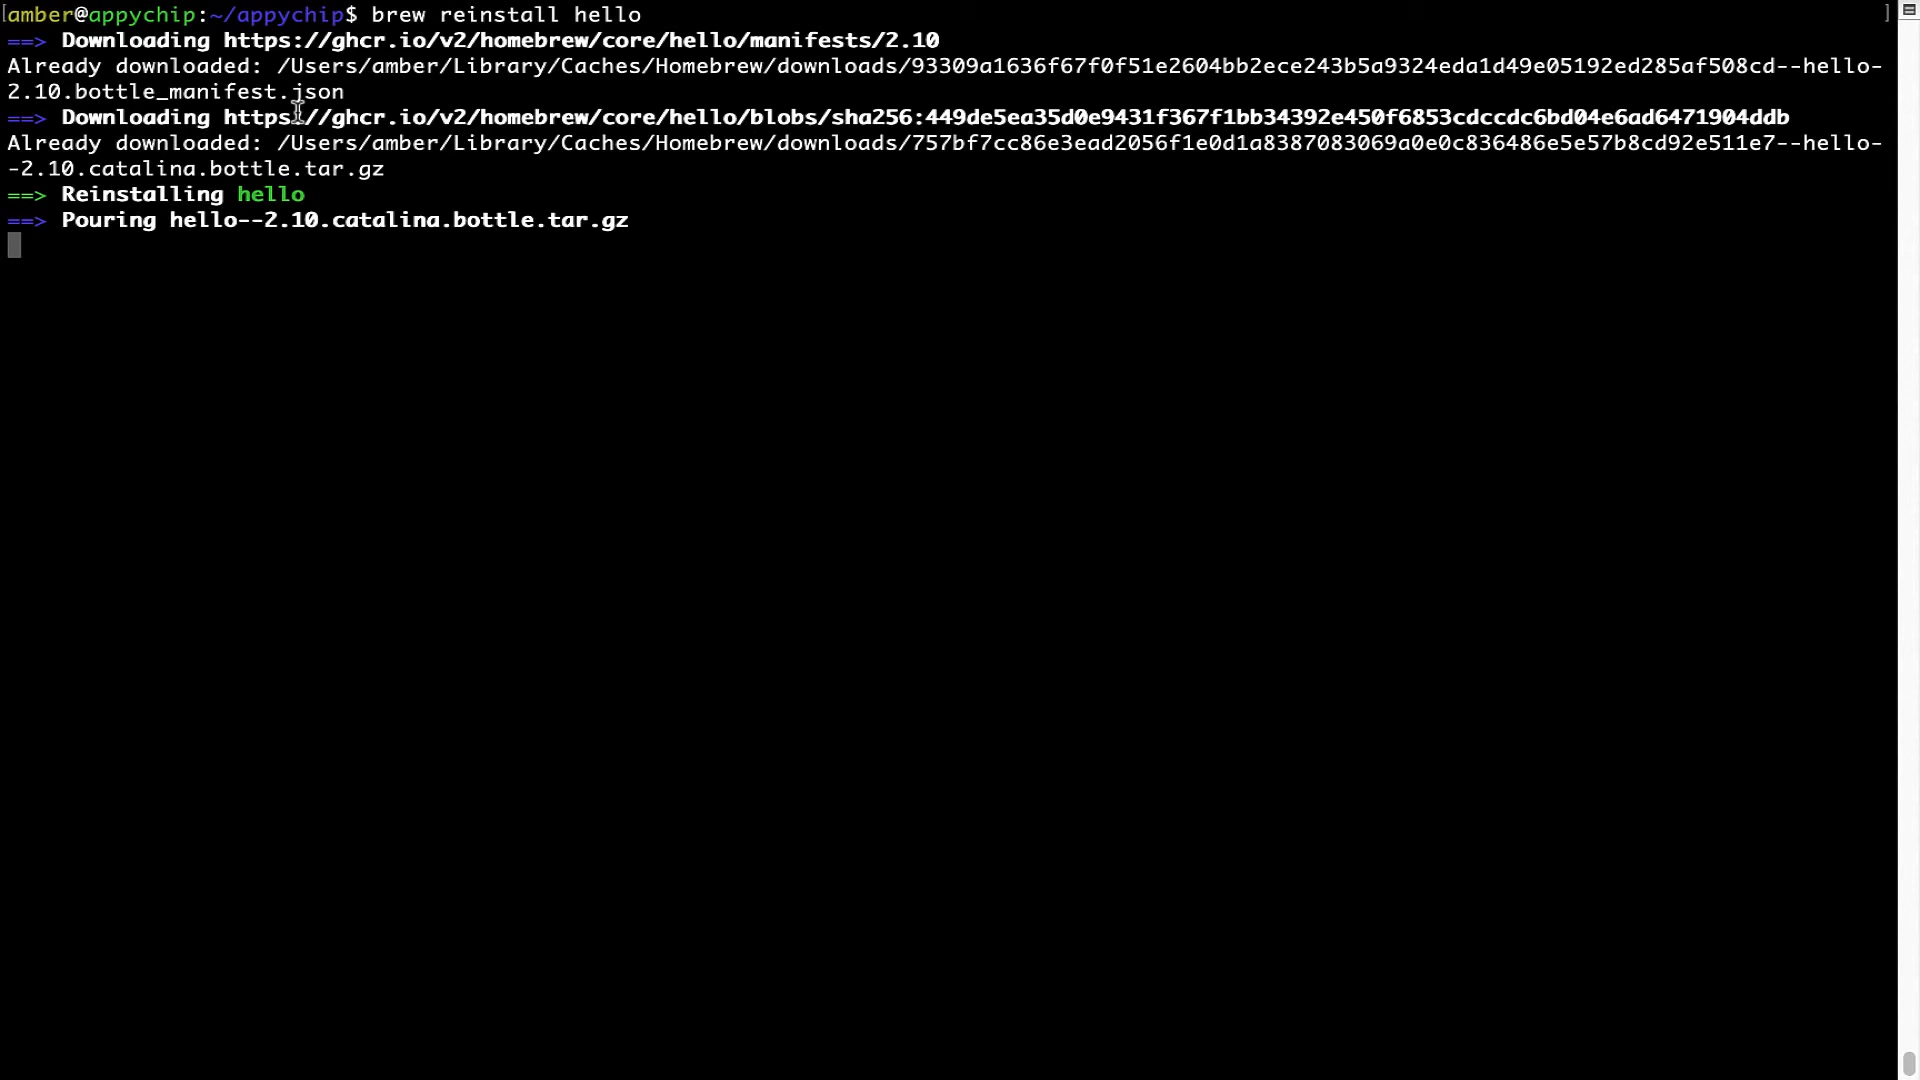 [amber@appychip:~/appychip$ brew reinstall hello ]
==> Downloading https://ghcr.io/v2/homebrew/core/hello/manifests/2.10
Already downloaded: /Users/amber/Library/Caches/Homebrew/downloads/93309a1636f67f0f51e2604bb2ece243b5a9324eda1d49e05192ed285af508cd--hello-
2.10.bottle_manifest.json
==> Downloading https://ghcr.io/v2/homebrew/core/hello/blobs/sha256:449de5ea35d0e9431f367f1bb34392e450f6853cdccdc6bd04e6ad6471904ddb
Already downloaded: /Users/amber/Library/Caches/Homebrew/downloads/757bf7cc86e3ead2056f1e0d1a8387083069a0e0c836486e5e57b8cd92e511e7--hello-
-2.10.catalina.bottle.tar.gz
==> Reinstalling hello
==> Pouring hello--2.10.catalina.bottle.tar.gz